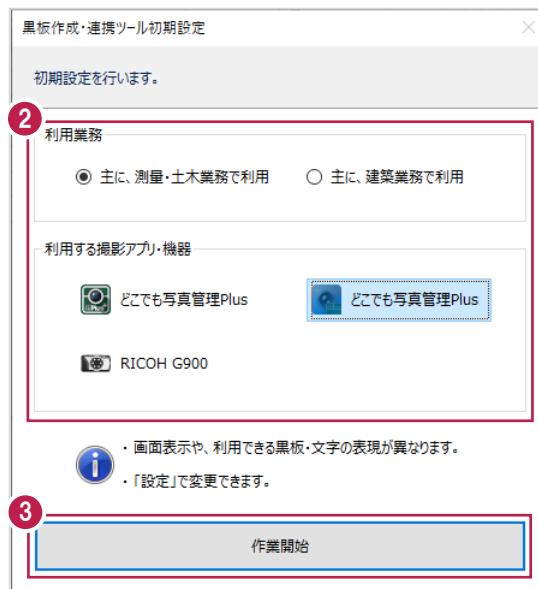 黒板作成・連携ツール初期設定
初期設定を行います。
2
利用業務
主に、測量・土木業務で利用 主に、建築業務で利用
利用する撮影アプリ・機器
どこでも写真管理Plus どこでも写真管理Plus
RICOH G900
・画面表示や、利用できる黒板・文字の表現が異なります。
・「設定」で変更できます。
3
作業開始